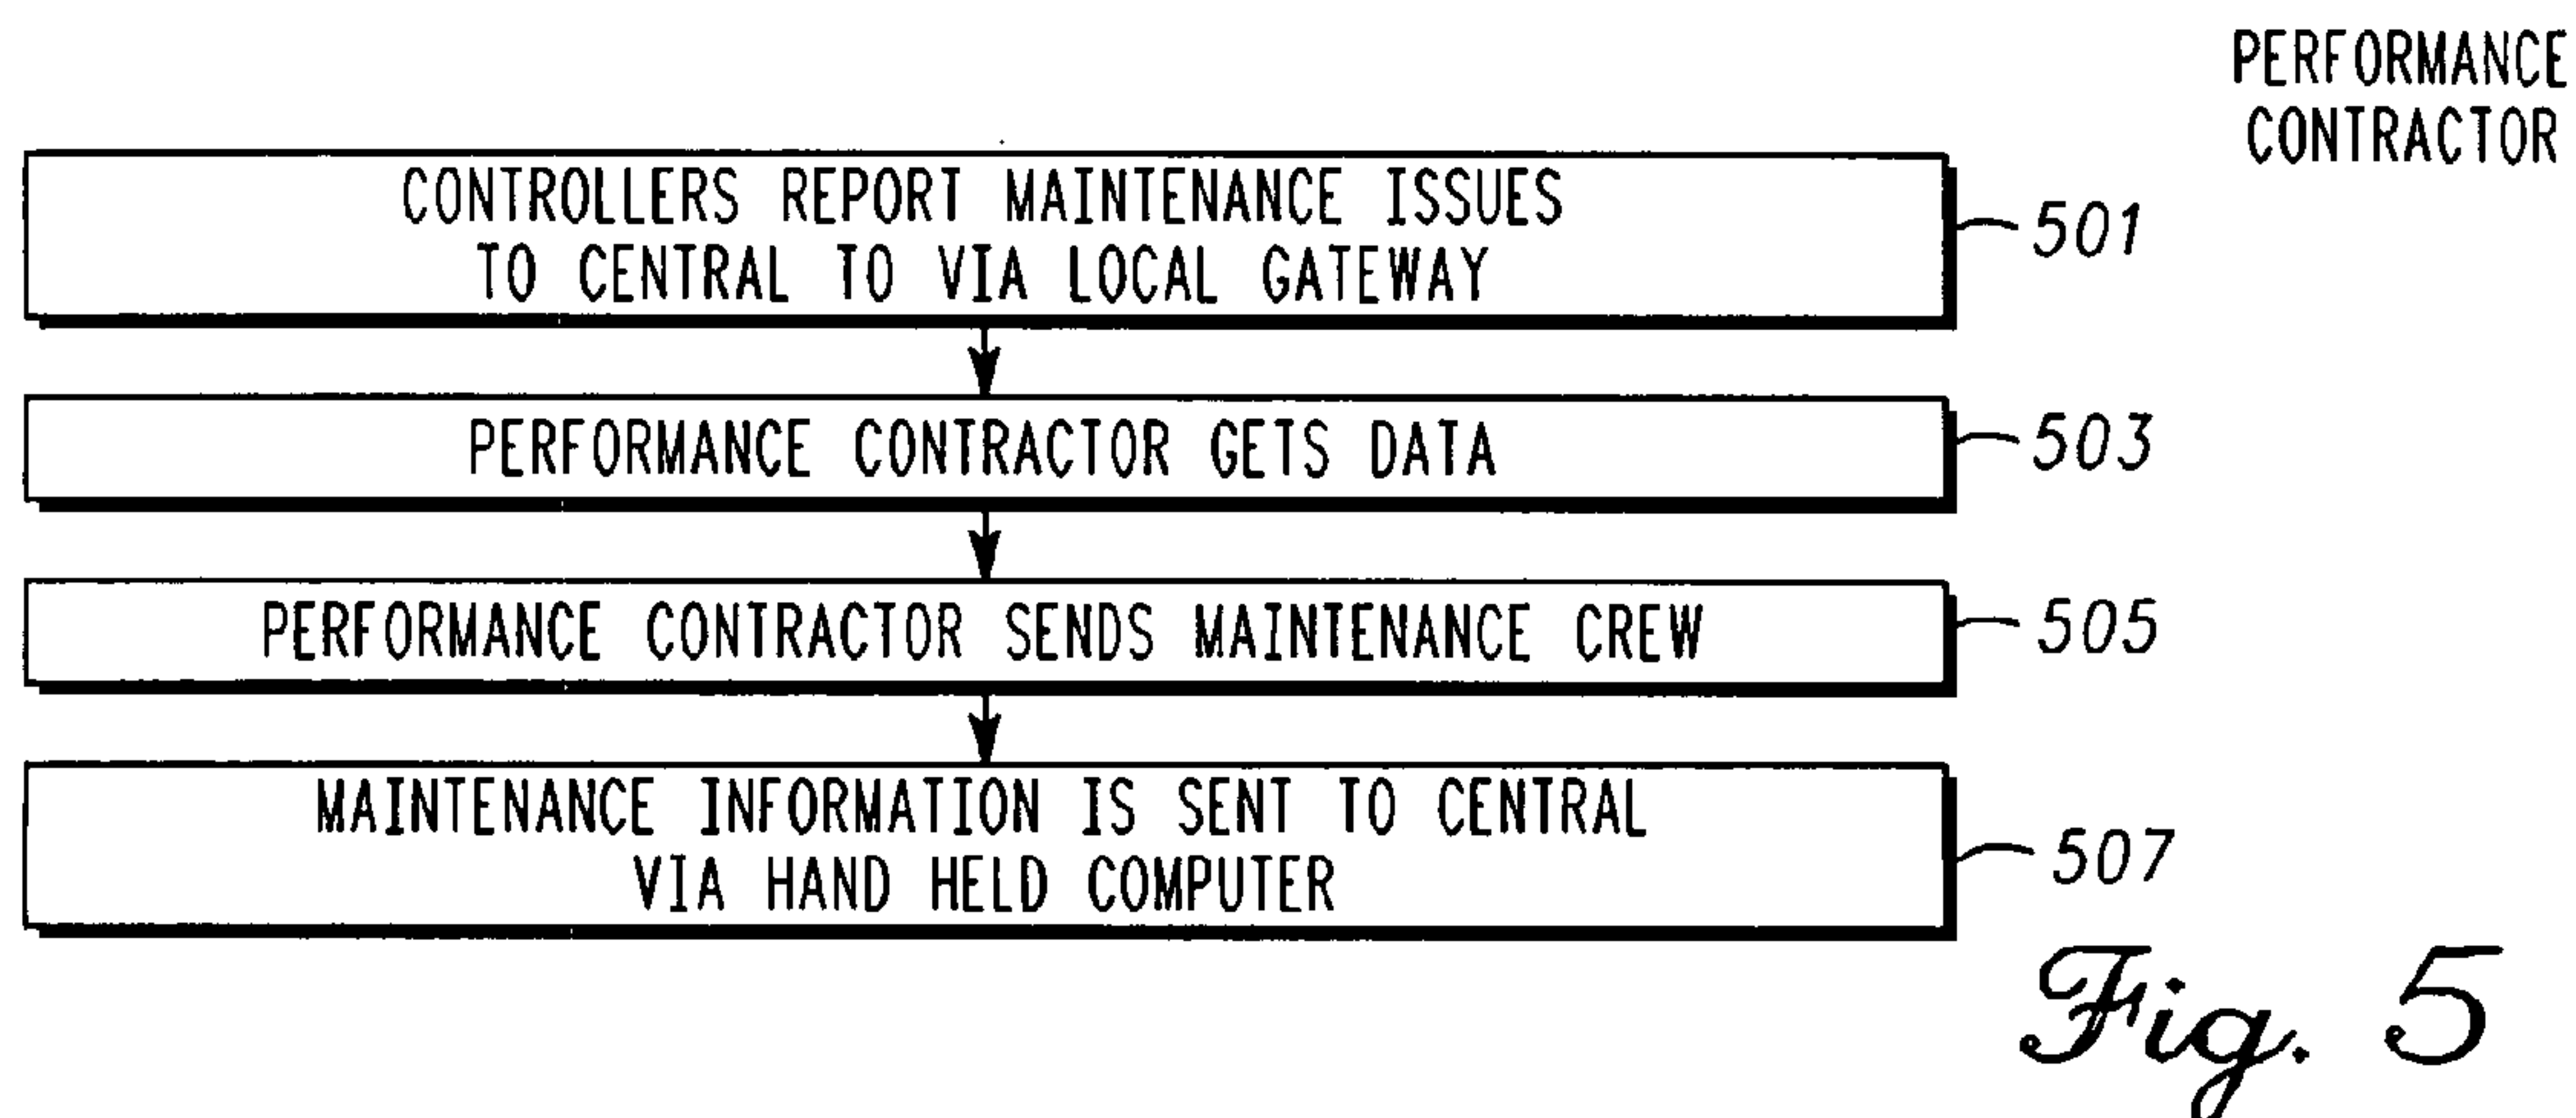 PERFORMANCE
CONTRACTOR
CONTROLLERS REPORT MAINTENANCE ISSUES
TO CENTRAL TO VIA LOCAL GATEWAY
501
PERFORMANCE CONTRACTOR GETS DATA
503
PERFORMANCE CONTRACTOR SENDS MAINTENANCE CREW
505
MAINTENANCE INFORMATION IS SENT TO CENTRAL
VIA HAND HELD COMPUTER
507
Fig. 5